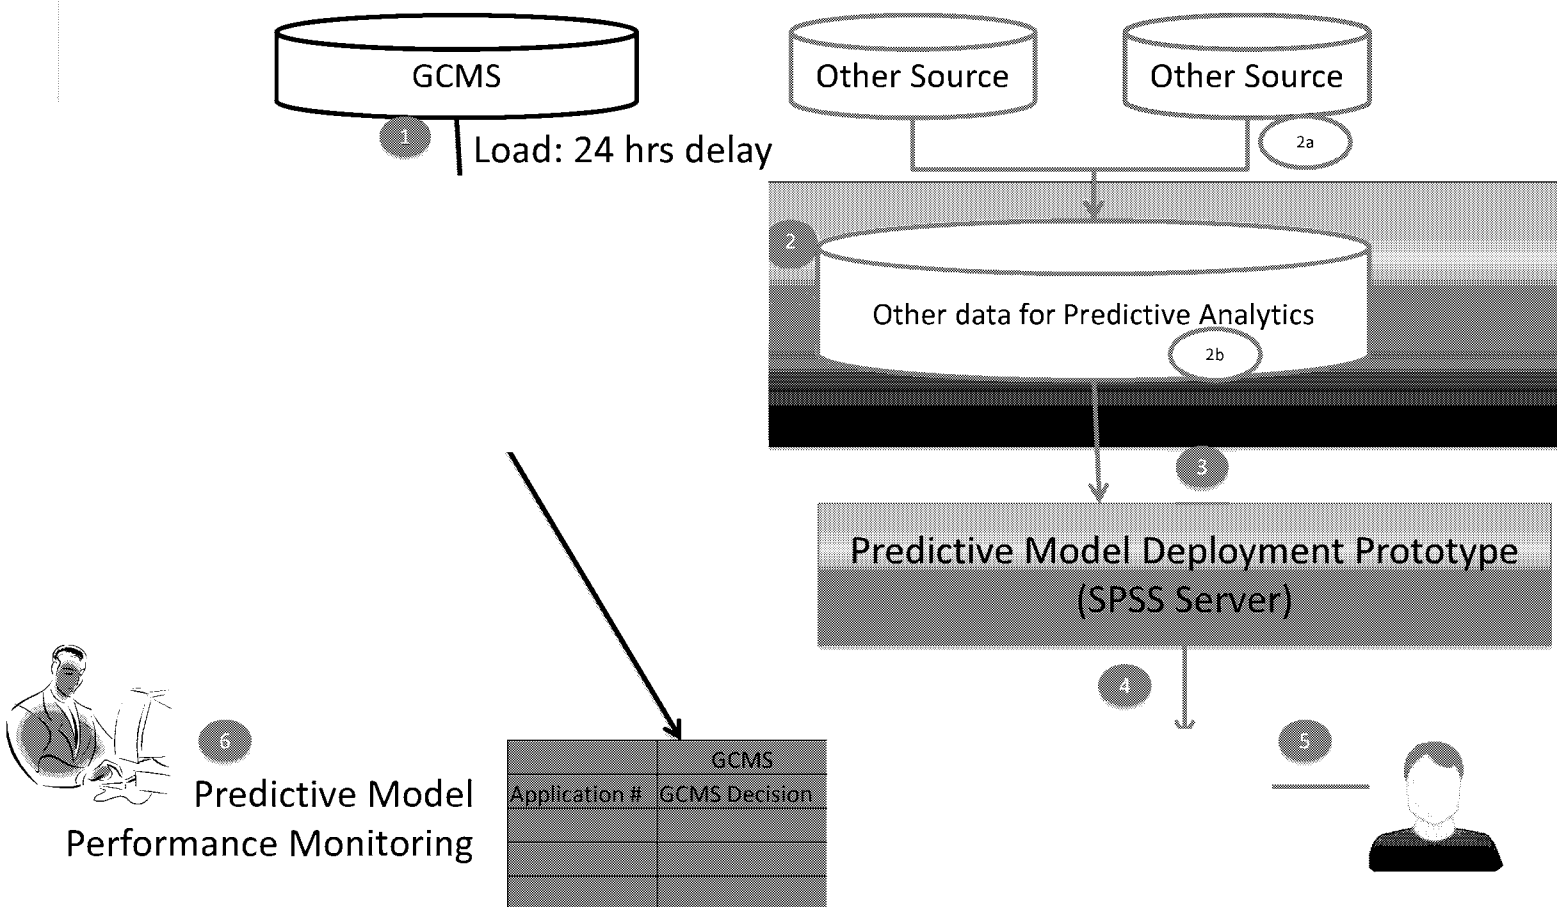 GCMS
Other Source
Other Source
1
Load: 24 hrs delay
2a
2
Other data for Predictive Analytics
2b
3
Predictive Model Deployment Prototype
(SPSS Server)
4
5
6
Predictive Model
Performance Monitoring
GCMS
Application #
GCMS Decision